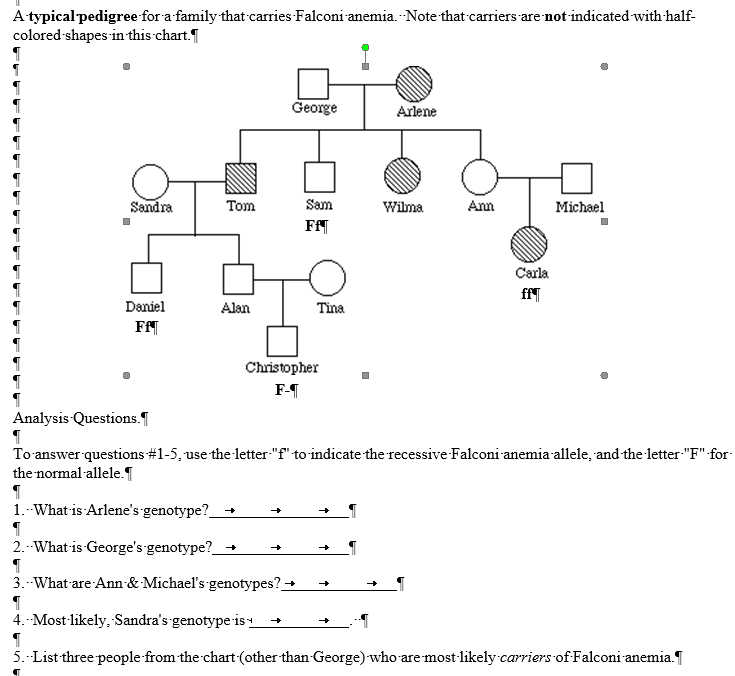 A typical pedigree for a family that carries Falconi anemia. Note that carriers are not indicated with half-
colored shapes in this chart.¶
George Arlene
Sandra Tom Sam Wilma Ann Michael
Ff¶
Carla
ff¶
Daniel Alan Tina
Ff¶
Christopher
F-¶
Analysis Questions.¶
To answer questions #1-5, use the letter "f" to indicate the recessive Falconi anemia allele, and the letter "F" for
the normal allele.¶
1. What is Arlene's genotype?
2. What is George's genotype?
3. What are Ann & Michael's genotypes?
4. Most likely, Sandra's genotype is .
5. List three people from the chart (other than George) who are most likely carriers of Falconi anemia.¶